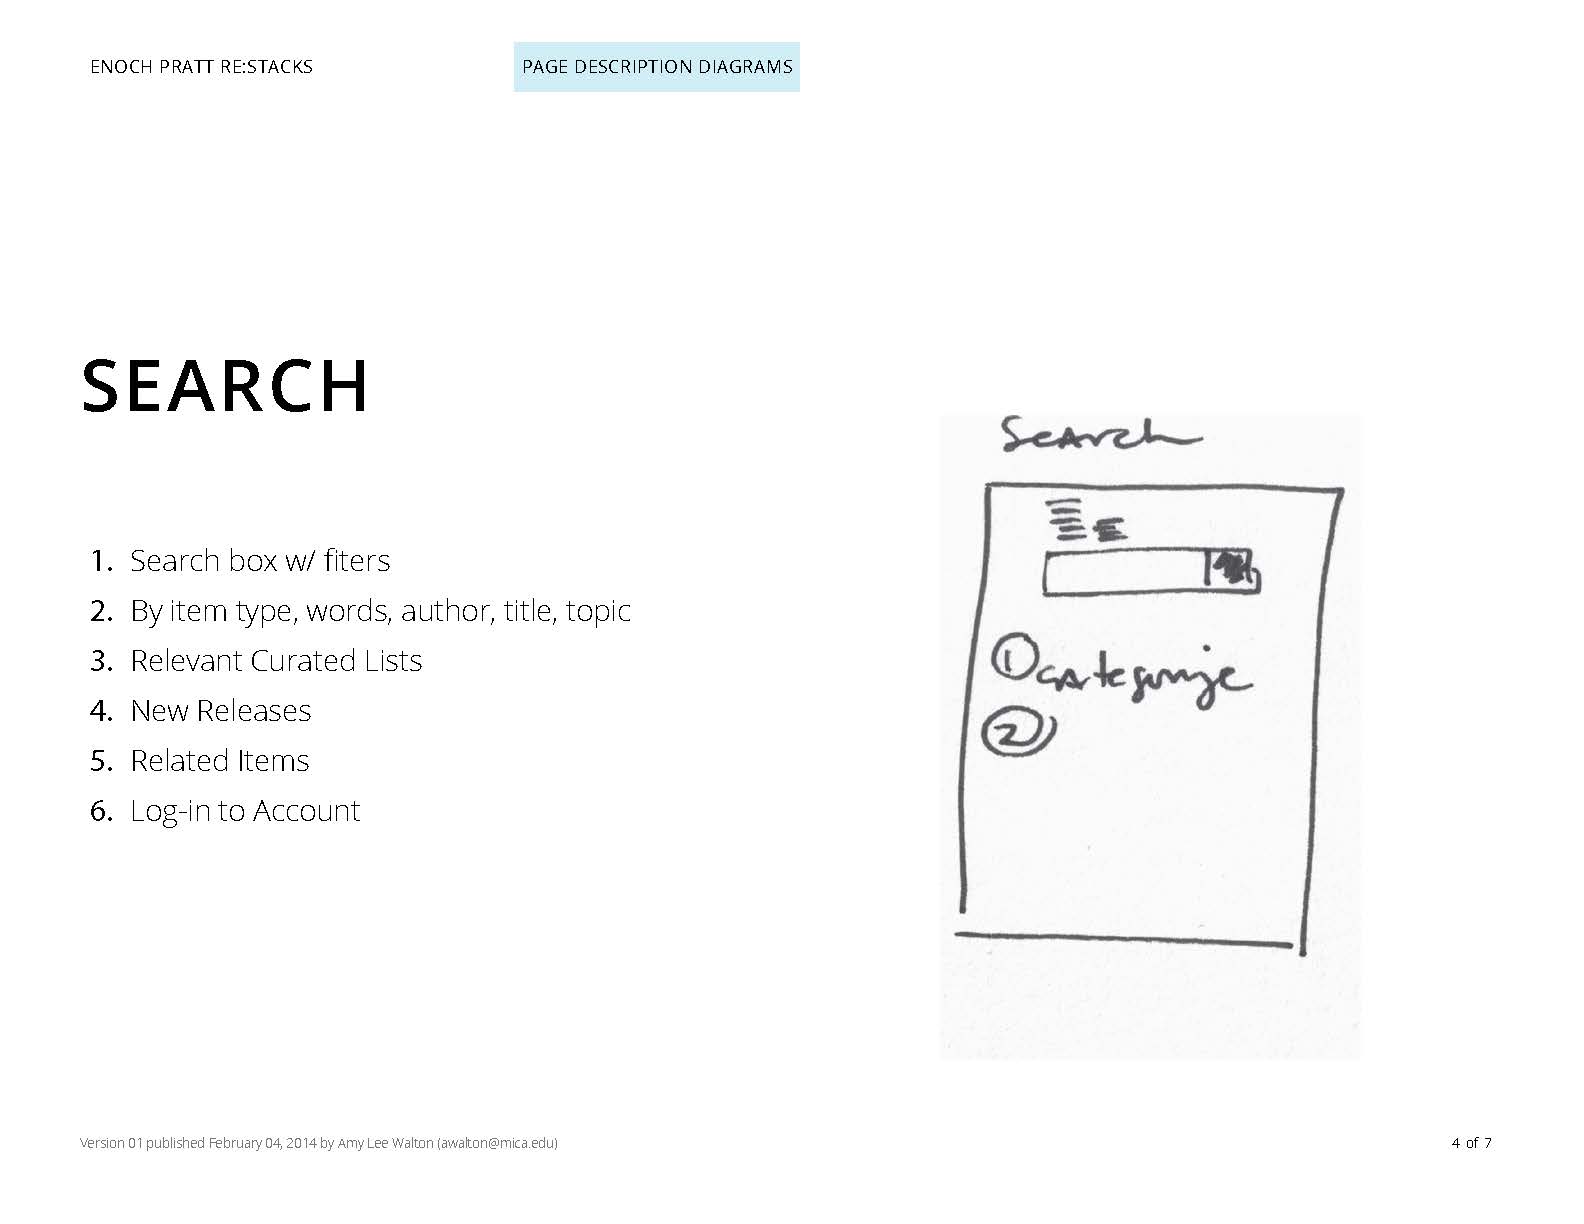 ENOCH PRATT RE:STACKS
PAGE DESCRIPTION DIAGRAMS
SEARCH
1. Search box w/ fiters
2. By item type, words, author, title, topic
3. Relevant Curated Lists
4. New Releases
5. Related Items
6. Log-in to Account
Search
1
2
Version 01 published February 04, 2014 by Amy Lee Walton (awalton@mica.edu)
4 of 7